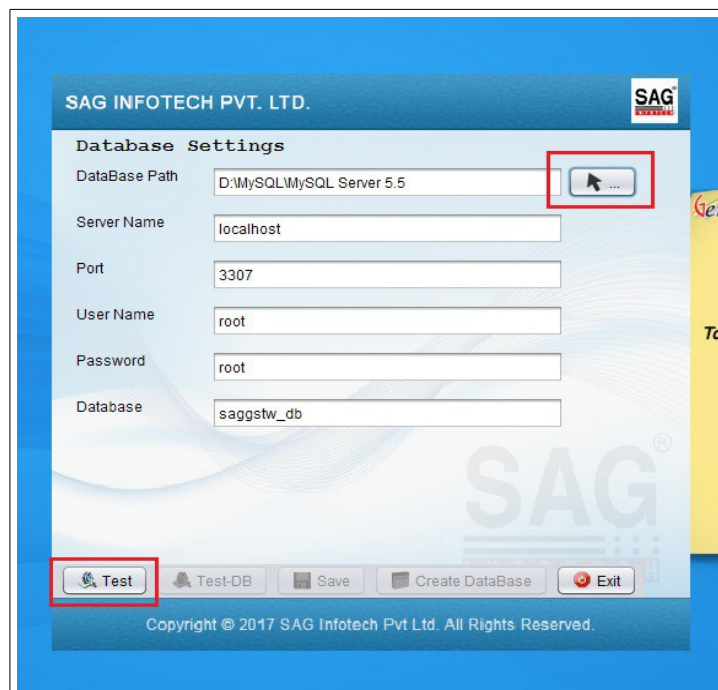 SAG INFOTECH PVT. LTD.
SAG
INFOTECH
Database Settings
DataBase Path
D:\MySQL\MySQL Server 5.5
...
Server Name
localhost
Port
3307
User Name
root
Password
root
Database
saggstw_db
SAG®
Test
Test-DB
Save
Create DataBase
Exit
Copyright © 2017 SAG Infotech Pvt Ltd. All Rights Reserved.